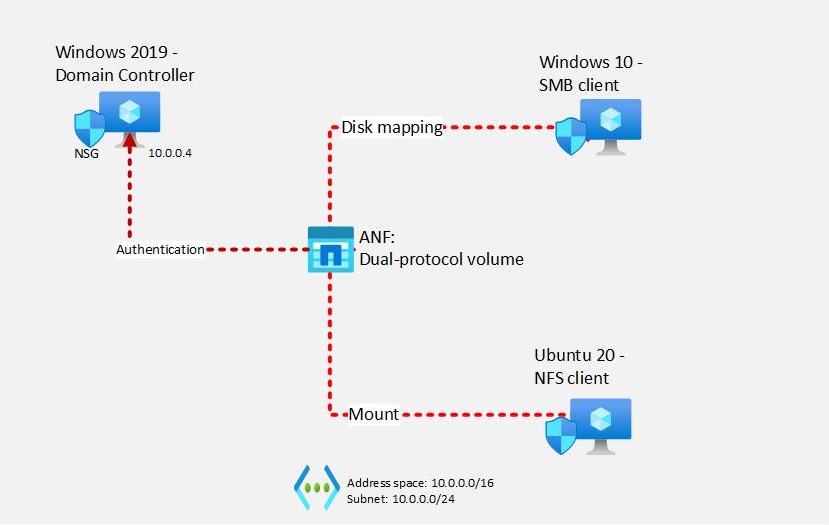 Windows 2019 -
Domain Controller
NSG
10.0.0.4
Windows 10 -
SMB client
Disk mapping
Authentication
ANF:
Dual-protocol volume
Ubuntu 20 -
NFS client
Mount
Address space: 10.0.0.0/16
Subnet: 10.0.0.0/24